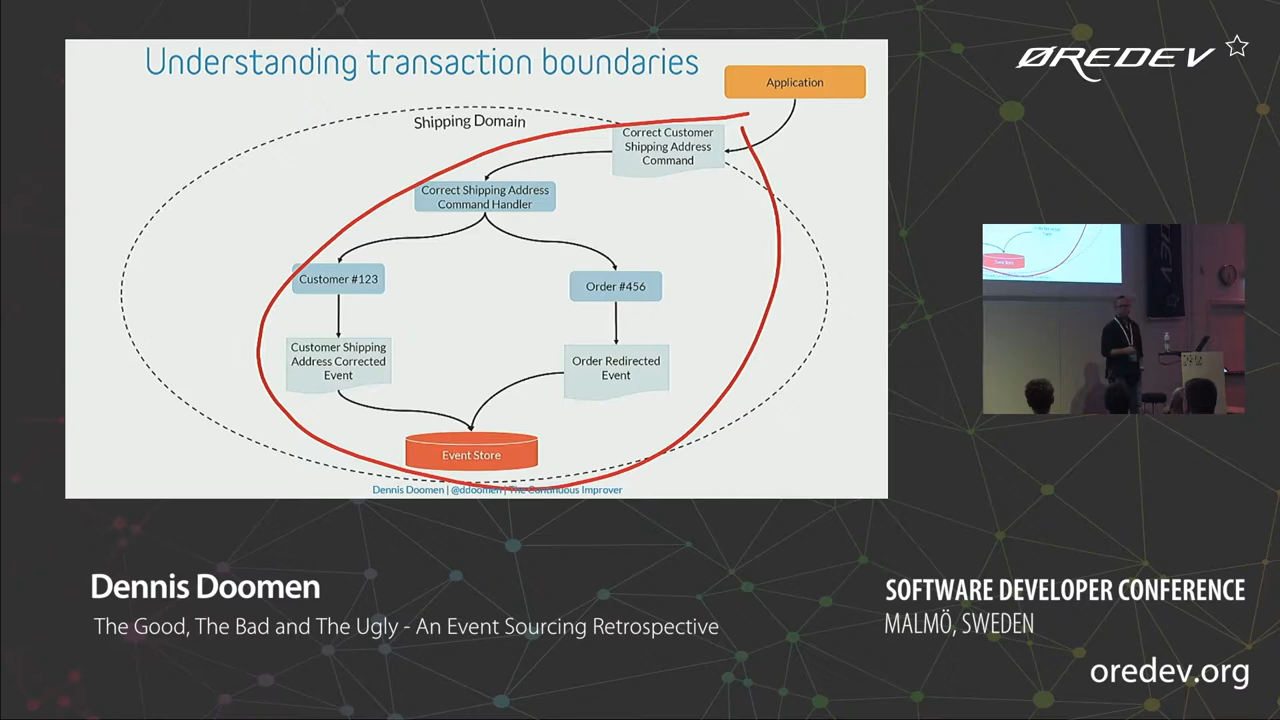 Understanding transaction boundaries
Application
ØREDEV
Shipping Domain
Correct Customer
Shipping Address
Command
Correct Shipping Address
Command Handler
Customer #123
Order #456
Customer Shipping
Address Corrected
Event
Order Redirected
Event
Event Store
Dennis Doomen | @ddoomen | The Continuous Improver
Dennis Doomen
The Good, The Bad and The Ugly - An Event Sourcing Retrospective
SOFTWARE DEVELOPER CONFERENCE
MALMÖ, SWEDEN
oredev.org